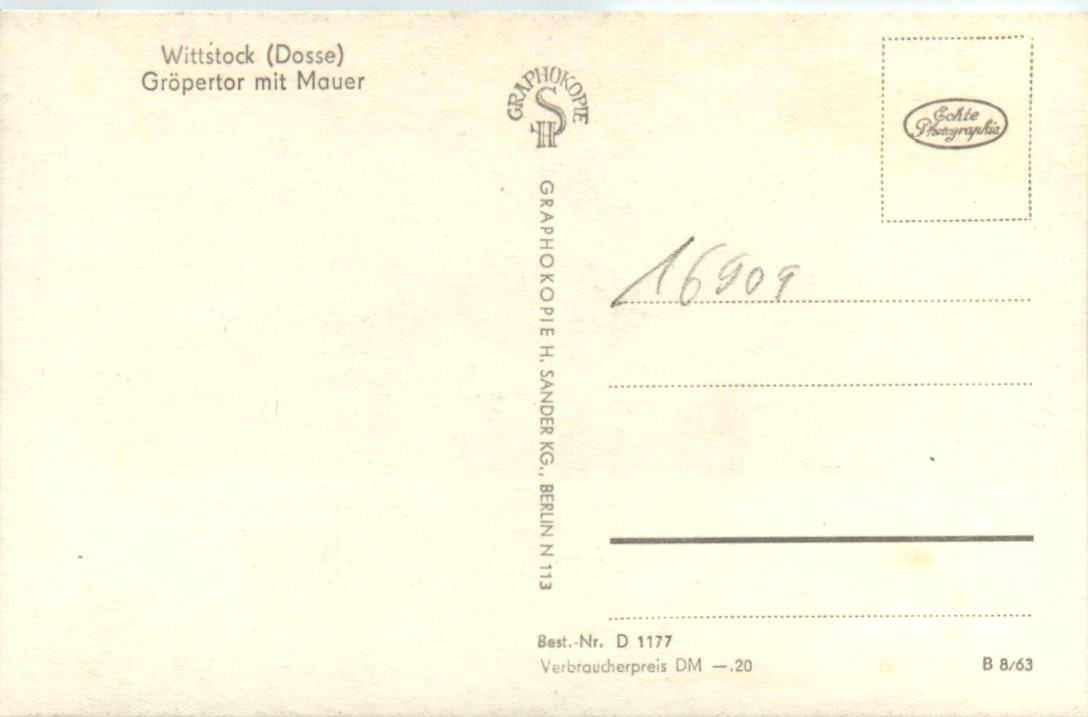 Wittstock (Dosse)
Gröpertor mit Mauer
GRAPHOKOPIE
HS
GRAPHOKOPIE H. SANDER KG., BERLIN N 113
Echte
Photographie
16909
Best.-Nr. D 1177
Verbraucherpreis DM —.20
B 8/63